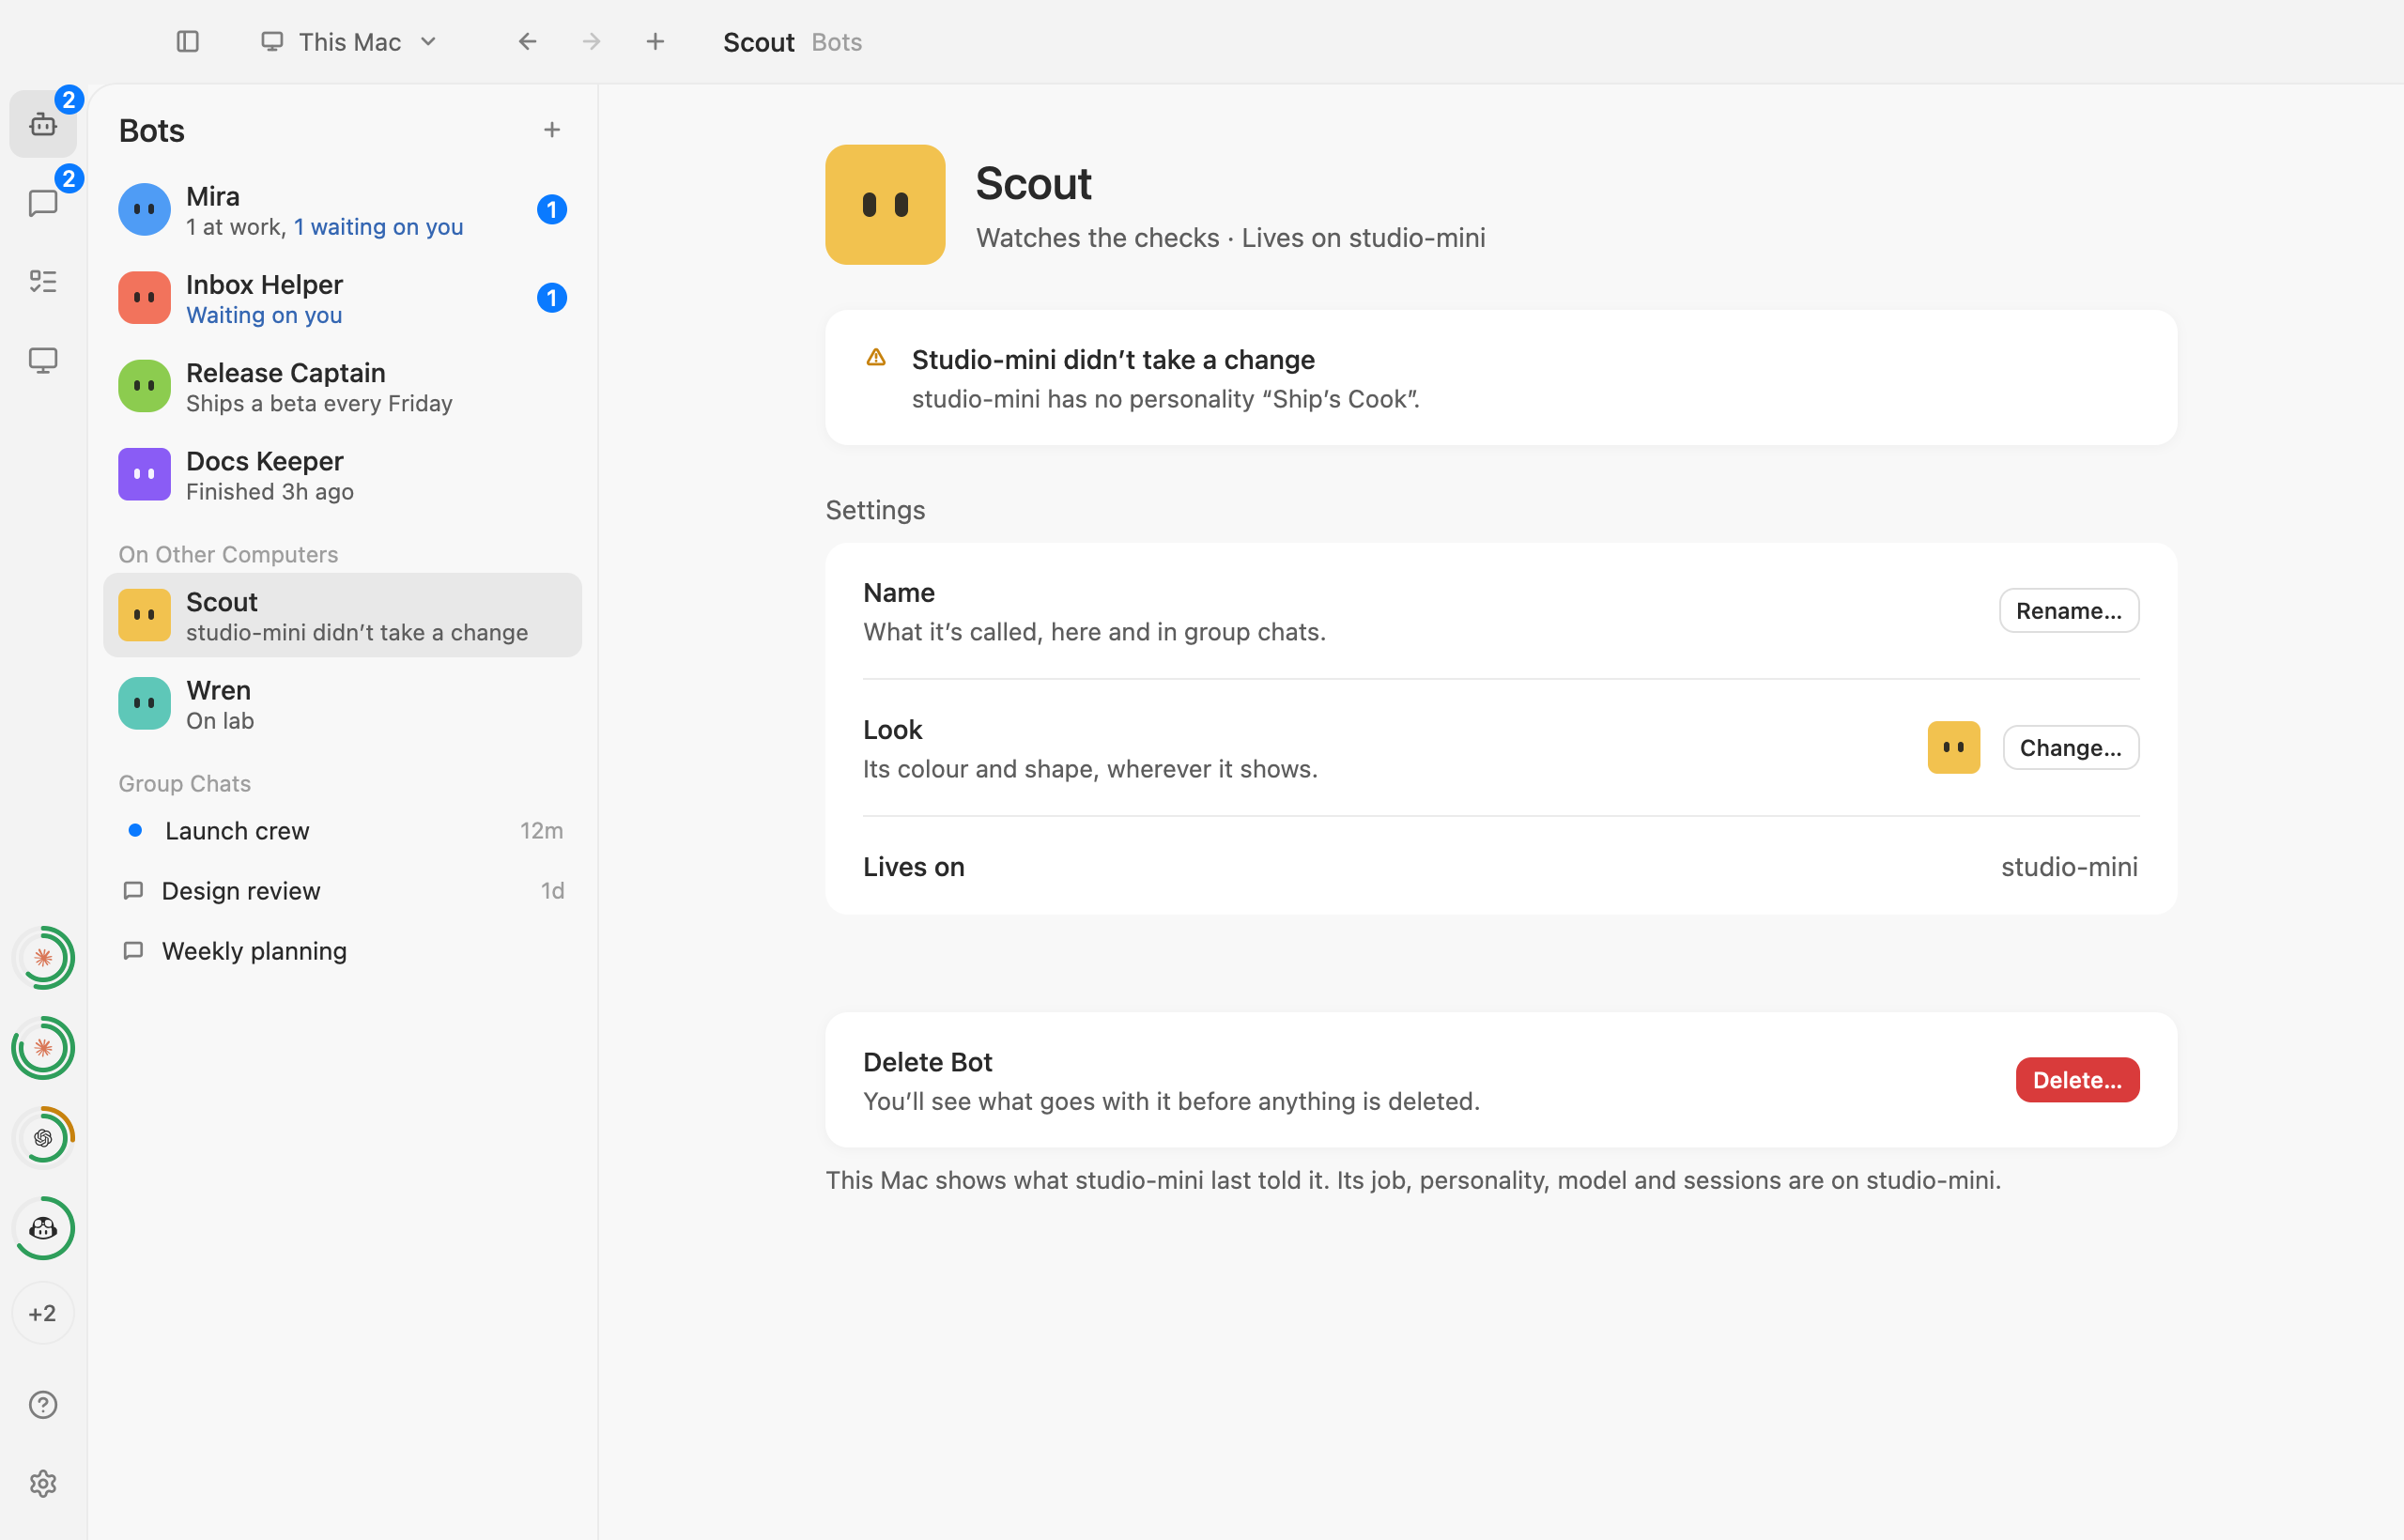 This Mac
Scout Bots
2
2
Bots
Mira
1 at work, 1 waiting on you
1
Inbox Helper
Waiting on you
1
Release Captain
Ships a beta every Friday
Docs Keeper
Finished 3h ago
On Other Computers
Scout
studio-mini didn’t take a change
Wren
On lab
Group Chats
Launch crew 12m
Design review 1d
Weekly planning
+2
Scout
Watches the checks · Lives on studio-mini
Studio-mini didn’t take a change
studio-mini has no personality “Ship’s Cook”.
Settings
Name
What it’s called, here and in group chats.
Rename...
Look
Its colour and shape, wherever it shows.
Change...
Lives on studio-mini
Delete Bot
You’ll see what goes with it before anything is deleted.
Delete...
This Mac shows what studio-mini last told it. Its job, personality, model and sessions are on studio-mini.